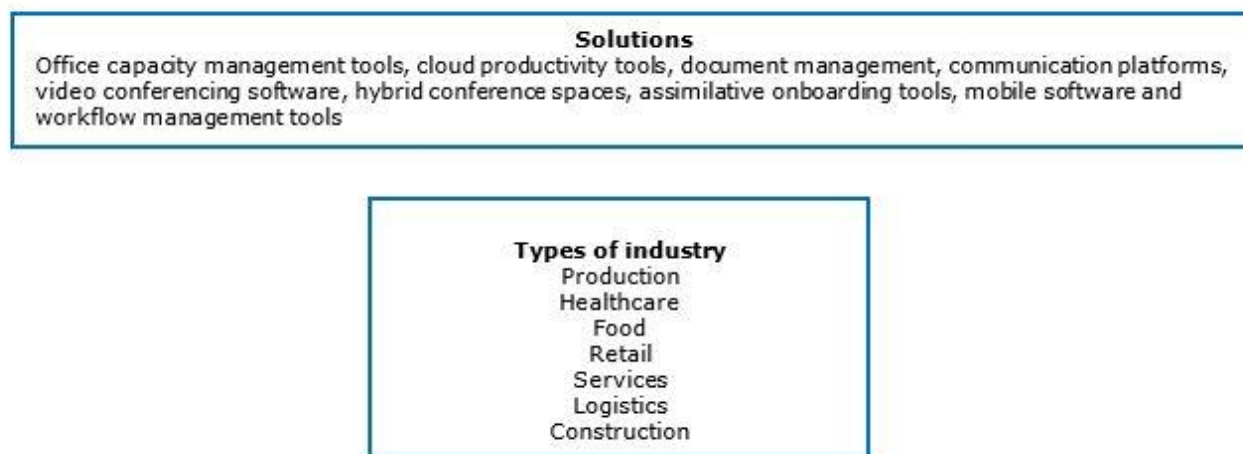 Solutions
Office capacity management tools, cloud productivity tools, document management, communication platforms,
video conferencing software, hybrid conference spaces, assimilative onboarding tools, mobile software and
workflow management tools
Types of industry
Production
Healthcare
Food
Retail
Services
Logistics
Construction